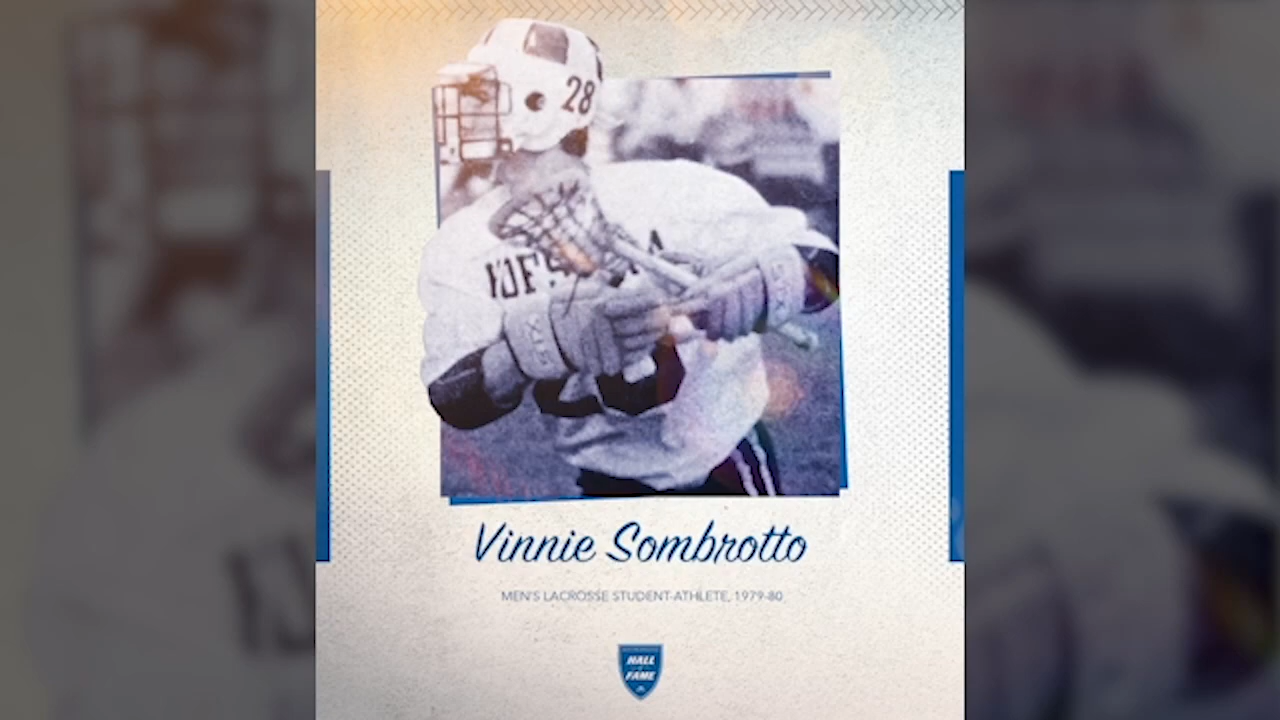 28
Vinnie Sombrotto
MEN'S LACROSSE STUDENT-ATHLETE, 1979-80
HALL
FAME